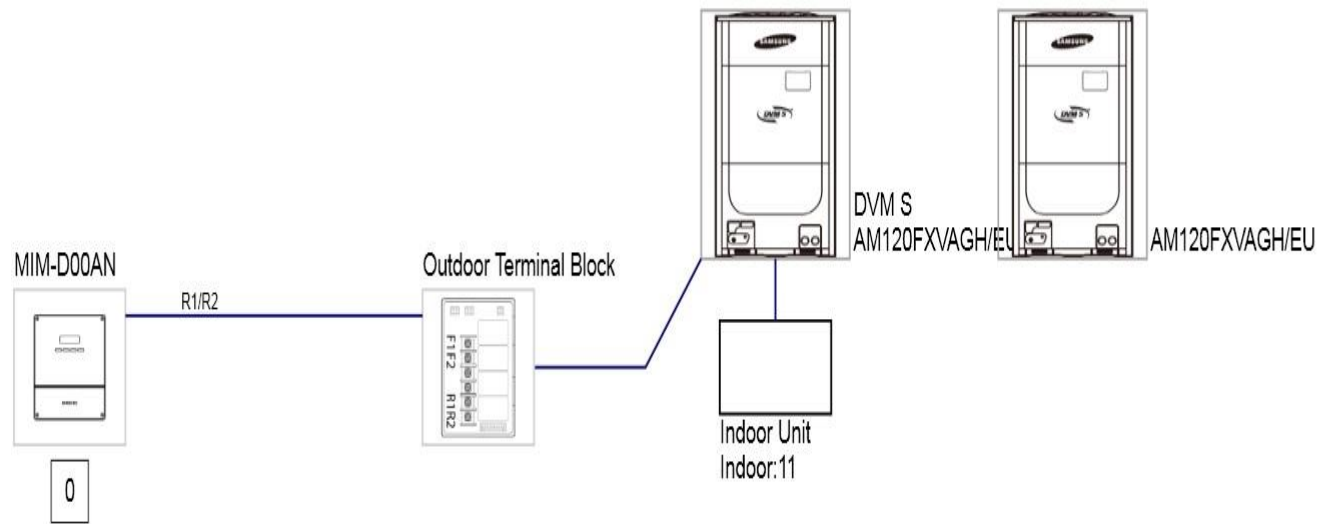 SAMSUNG
SAMSUNG
DVM S
DVM S
DVM S
AM120FXVAGH/EU
AM120FXVAGH/EU
MIM-D00AN
R1/R2
Outdoor Terminal Block
F1F2
R1R2
Indoor Unit
Indoor:11
0